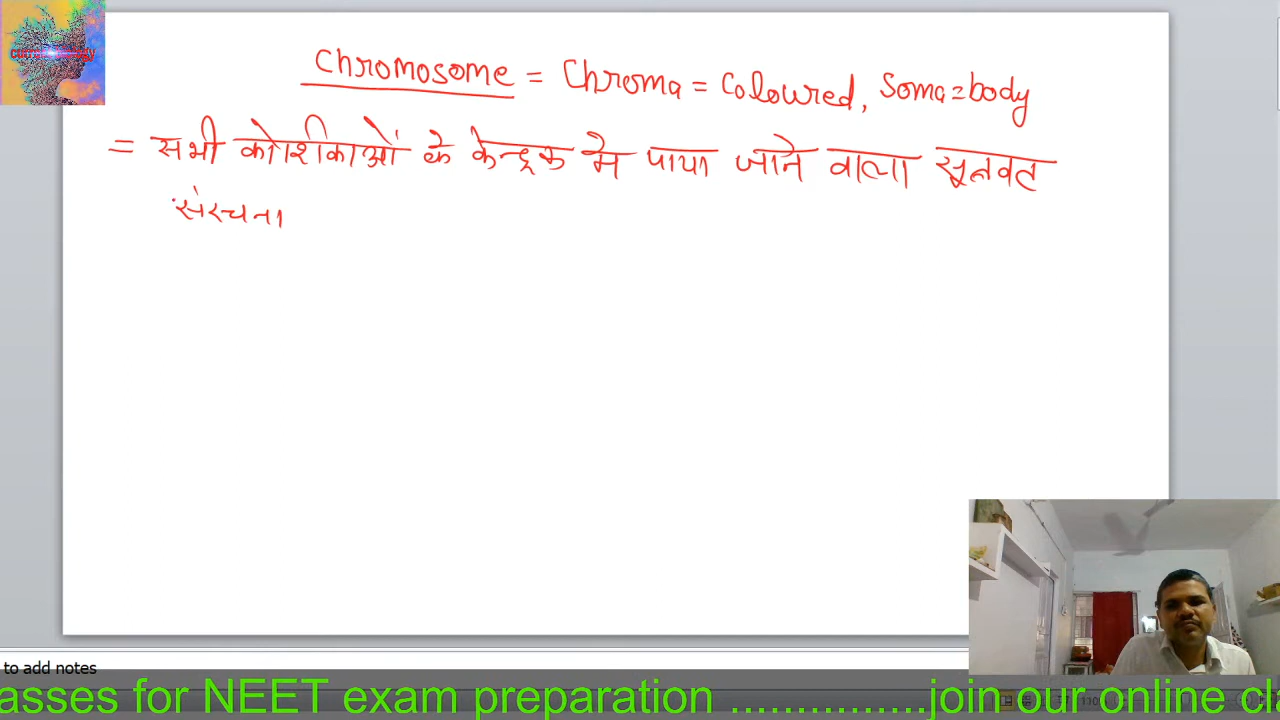 Chromosome = Chroma = Coloured, Soma = body
= सभी कोशीकाओं के केन्द्रक मे पाया जाने वाला सूत्रवत
संरचना
to add notes
asses for NEET exam preparation ...............join our online cla